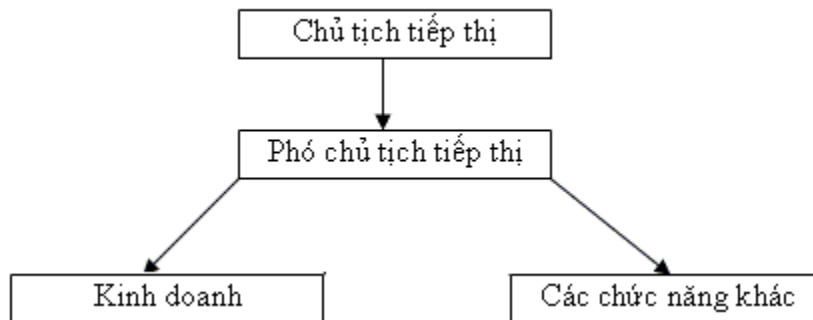 Chủ tịch tiếp thị
Phó chủ tịch tiếp thị
Kinh doanh
Các chức năng khác